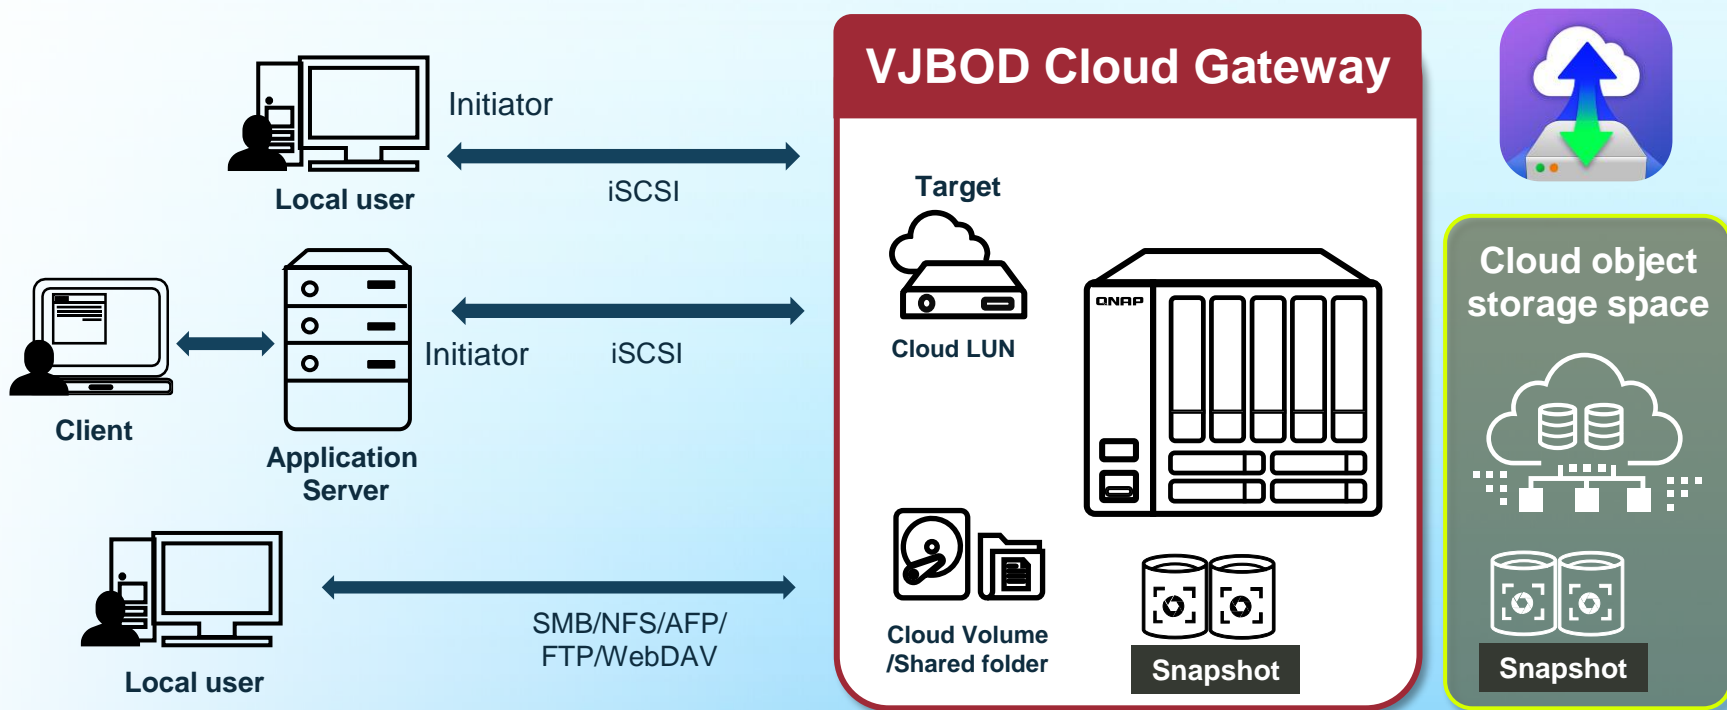 VJBOD Cloud Gateway
Initiator
iSCSI
Local user
Target
Cloud LUN
QNAP
Initiator
iSCSI
Client
Application
Server
SMB/NFS/AFP/
FTP/WebDAV
Local user
Cloud Volume
/Shared folder
Snapshot
Cloud object
storage space
Snapshot